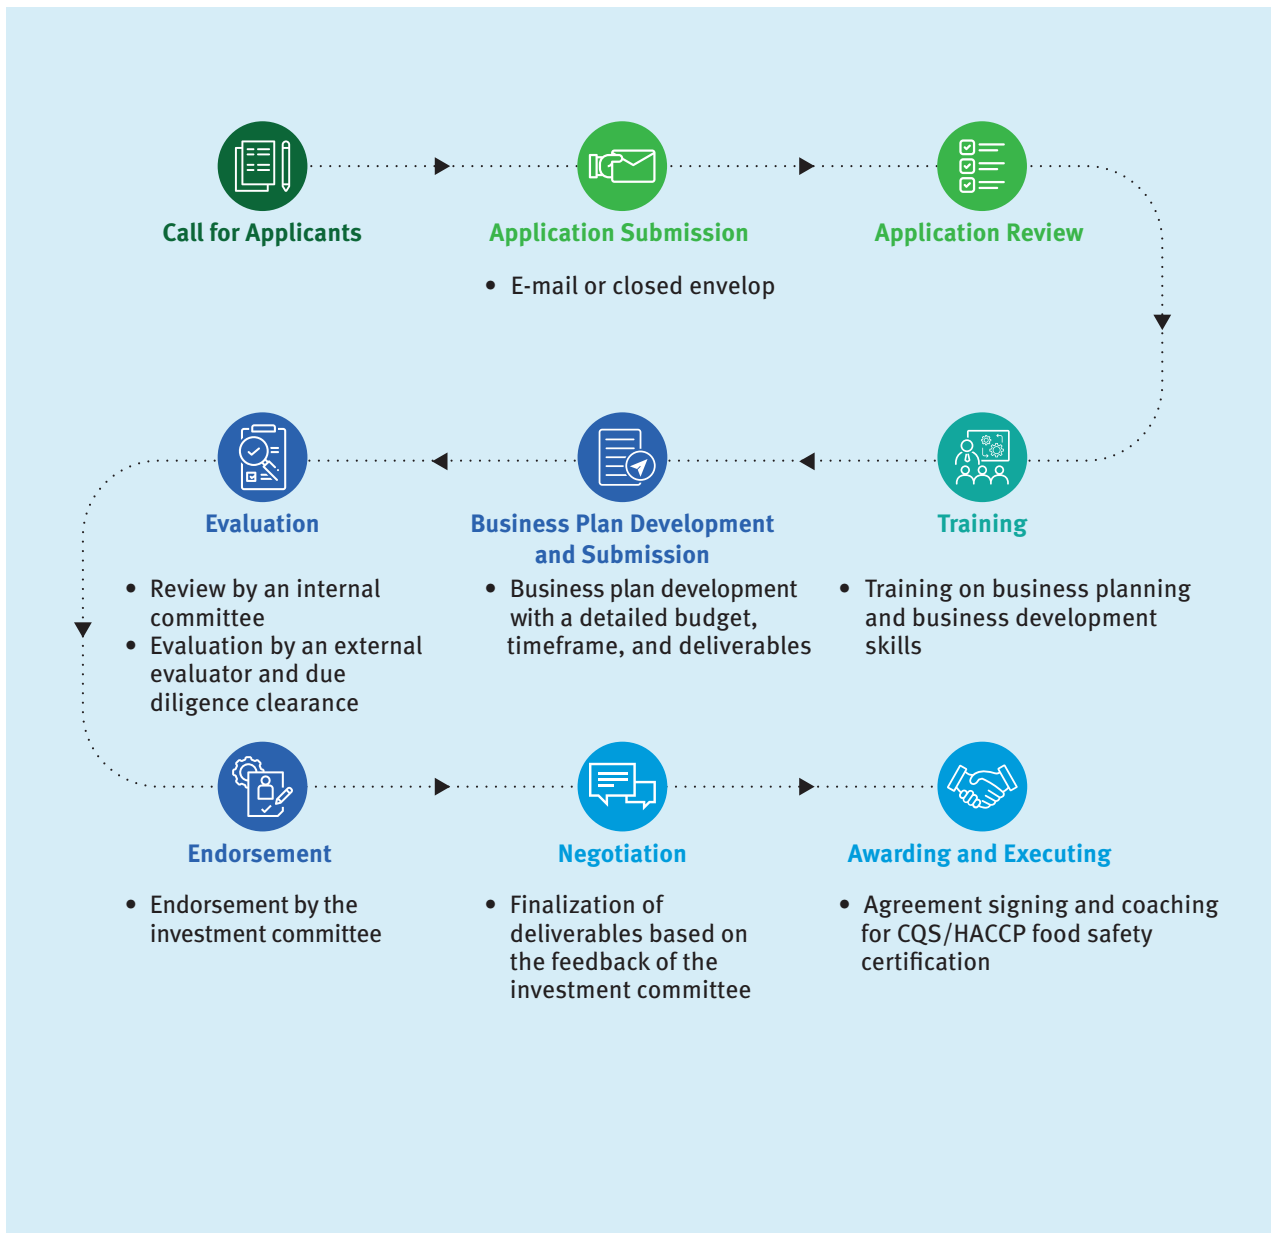 Call for Applicants
Application Submission
• E-mail or closed envelop
Application Review
Training
• Training on business planning
and business development
skills
Business Plan Development
and Submission
• Business plan development
with a detailed budget,
timeframe, and deliverables
Evaluation
• Review by an internal
committee
• Evaluation by an external
evaluator and due
diligence clearance
Endorsement
• Endorsement by the
investment committee
Negotiation
• Finalization of
deliverables based on
the feedback of the
investment committee
Awarding and Executing
• Agreement signing and coaching
for CQS/HACCP food safety
certification